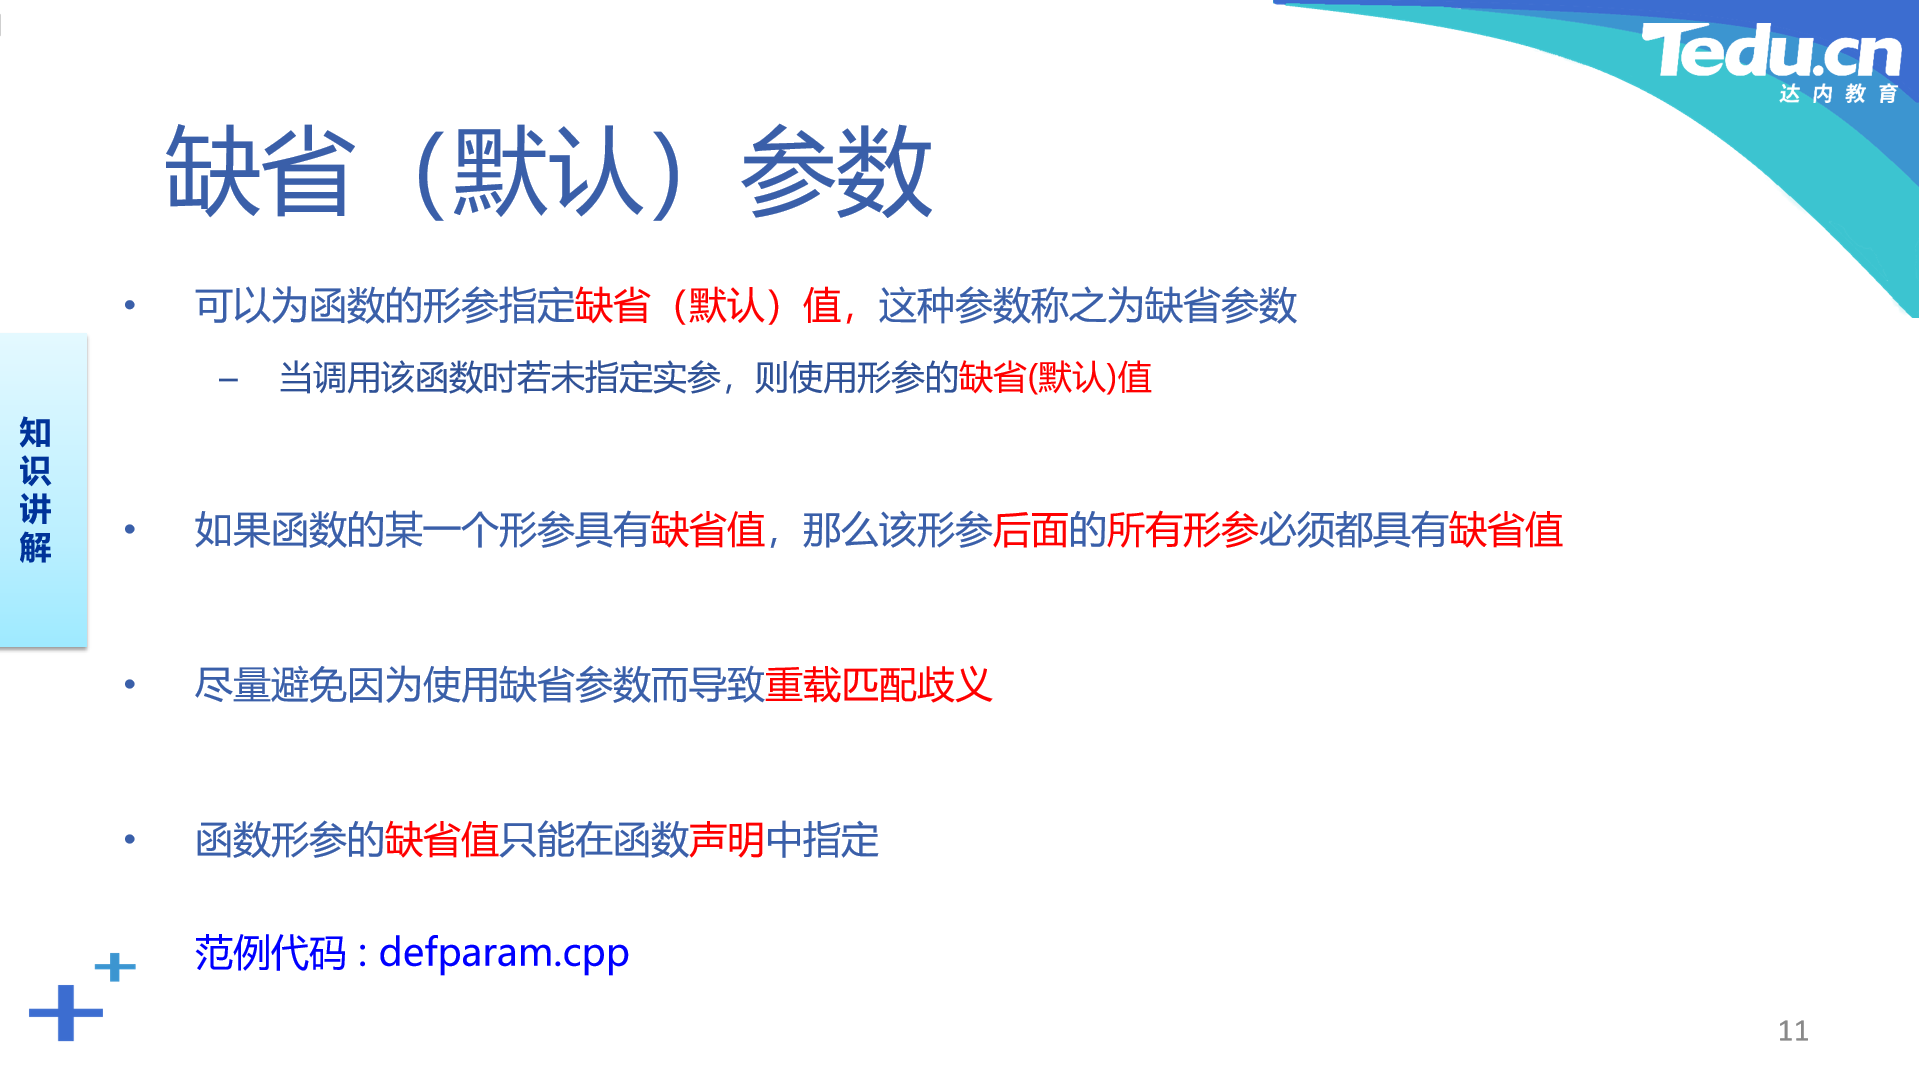 Tedu.cn
达内教育
缺省（默认）参数
• 可以为函数的形参指定缺省（默认）值，这种参数称之为缺省参数
– 当调用该函数时若未指定实参，则使用形参的缺省(默认)值
知识讲解
• 如果函数的某一个形参具有缺省值，那么该形参后面的所有形参必须都具有缺省值
• 尽量避免因为使用缺省参数而导致重载匹配歧义
• 函数形参的缺省值只能在函数声明中指定
范例代码 : defparam.cpp
11